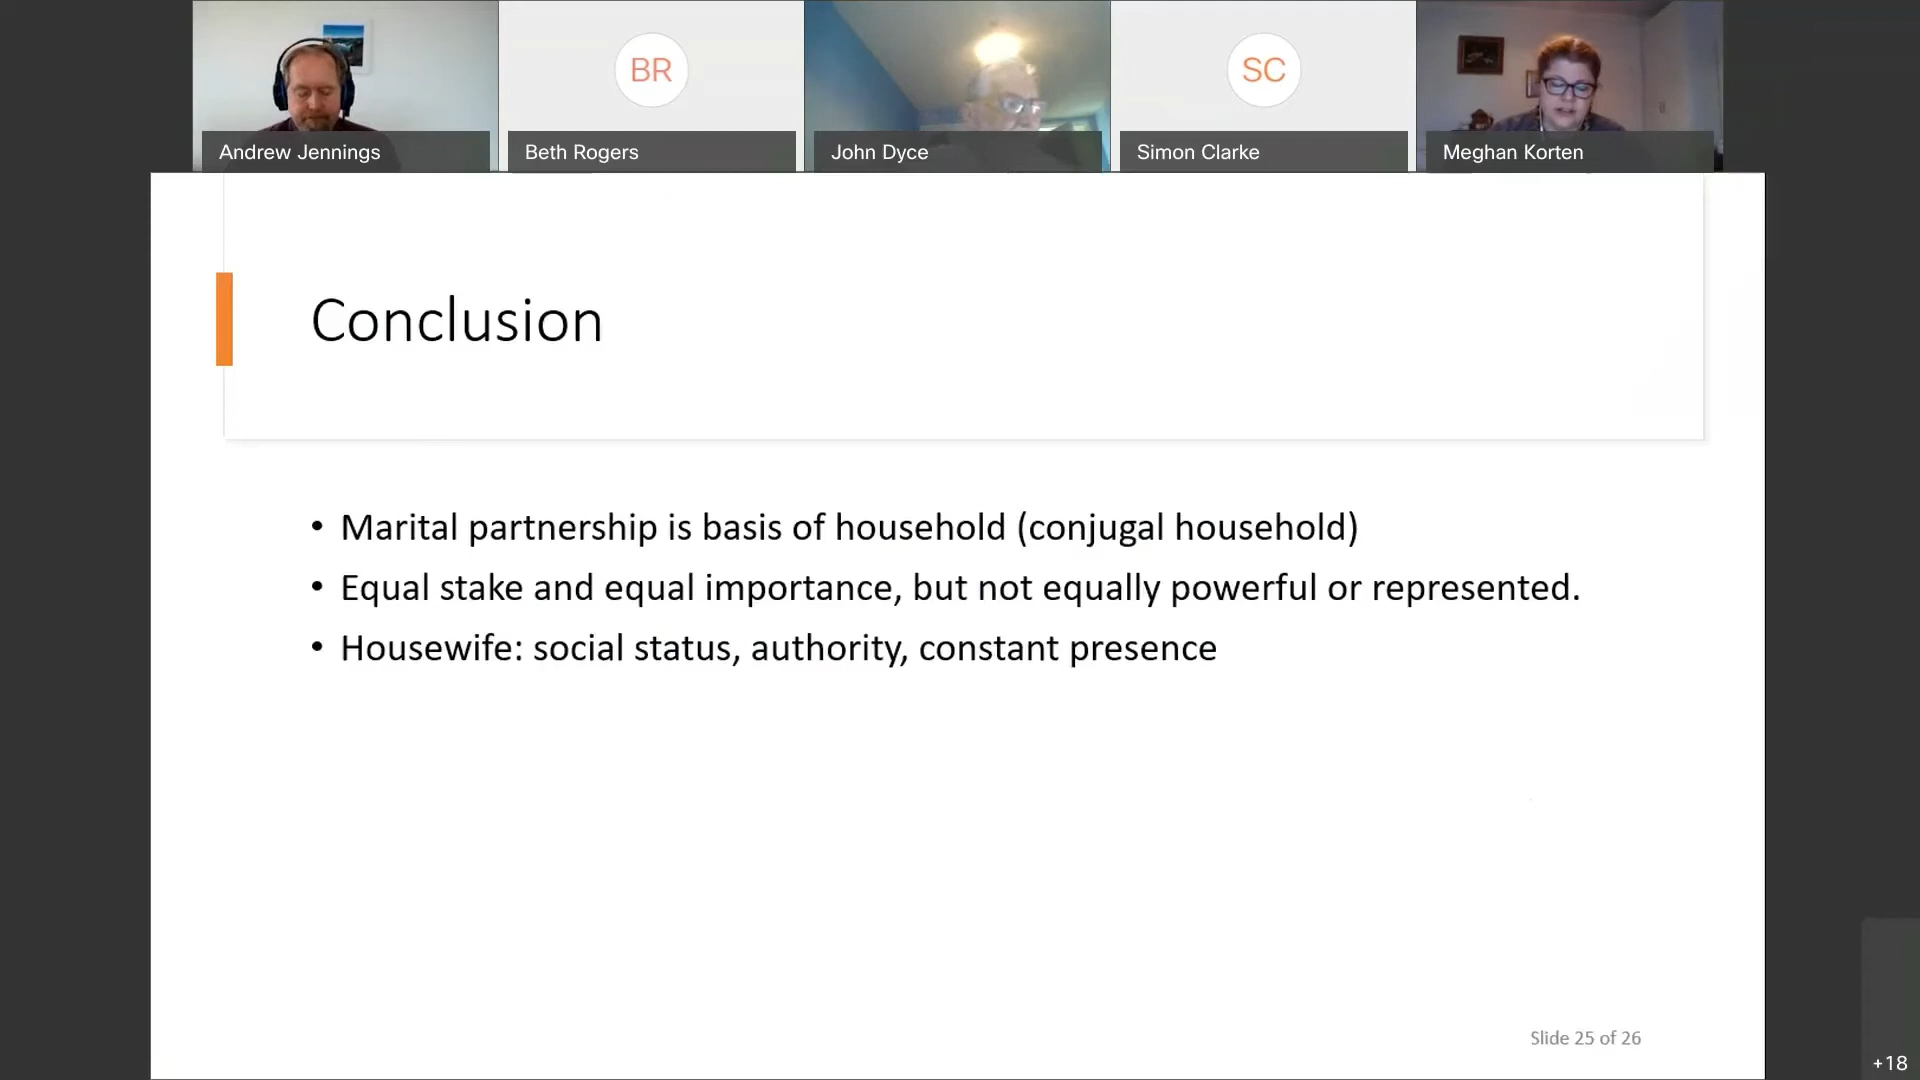 BR
SC
Andrew Jennings
Beth Rogers
John Dyce
Simon Clarke
Meghan Korten
Conclusion
• Marital partnership is basis of household (conjugal household)
• Equal stake and equal importance, but not equally powerful or represented.
• Housewife: social status, authority, constant presence
Slide 25 of 26
+18